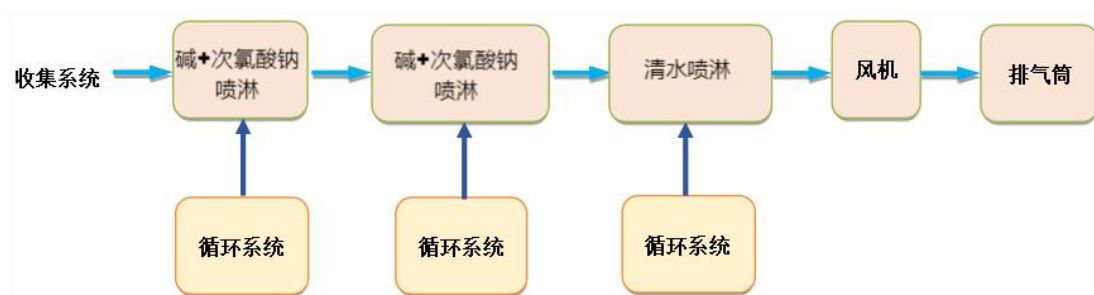 收集系统
碱+次氯酸钠
喷淋
碱+次氯酸钠
喷淋
清水喷淋
风机
排气筒
循环系统
循环系统
循环系统